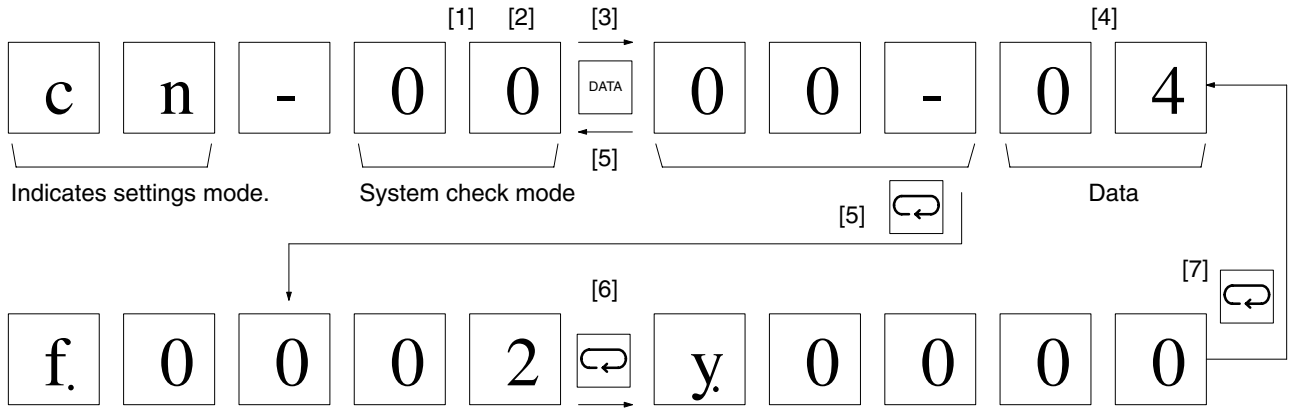 [1] [2] [3] [4]
c n - 0 0 DATA 0 0 - 0 4
[5]
Indicates settings mode. System check mode Data
[5]
[7]
[6]
f. 0 0 0 2 y. 0 0 0 0